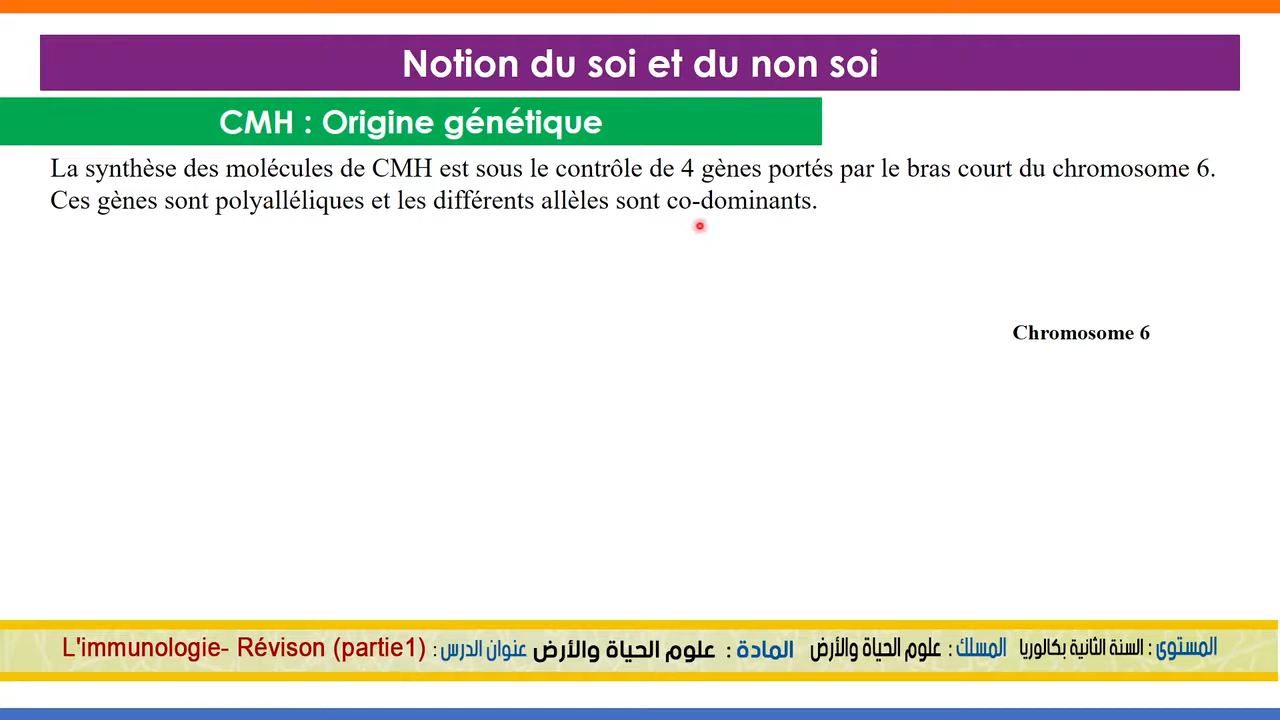 Notion du soi et du non soi
CMH : Origine génétique
La synthèse des molécules de CMH est sous le contrôle de 4 gènes portés par le bras court du chromosome 6.
Ces gènes sont polyalléliques et les différents allèles sont co-dominants.
Chromosome 6
المستوى : السنة الثانية بكالوريا المسلك : علوم الحياة والأرض المادة : علوم الحياة والأرض عنوان الدرس : L'immunologie- Révison (partie1)